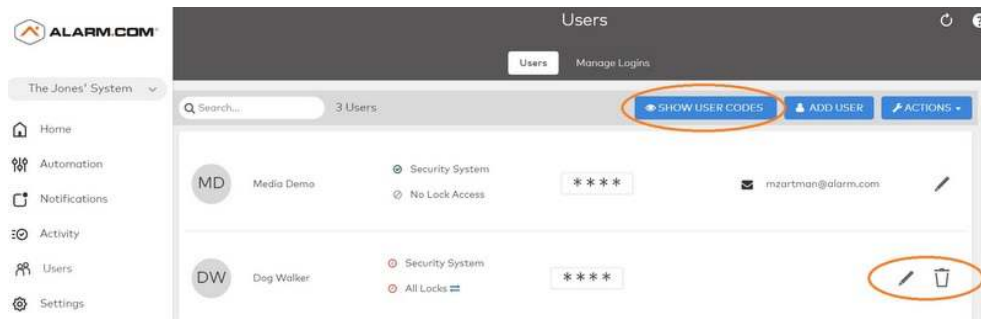 ALARM.COM
Users
Users Manage Logins
The Jones' System
Search... 3 Users SHOW USER CODES ADD USER ACTIONS
Home
Automation
Notifications
Activity
Users
Settings
MD Media Demo Security System **** mzartman@alarm.com
No Lock Access
DW Dog Walker Security System ****
All Locks